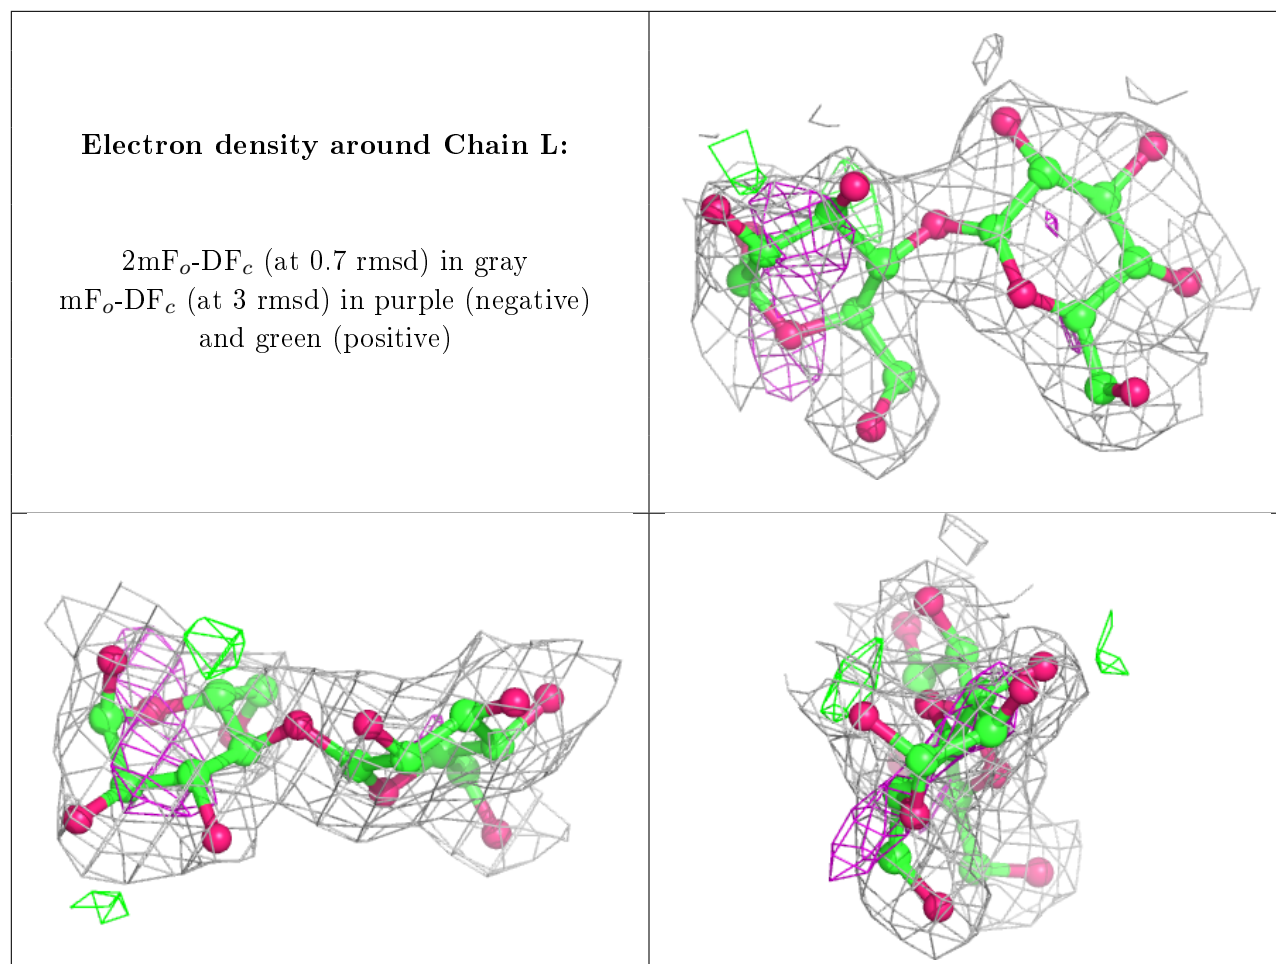 Electron density around Chain L:
2mFo-DFc (at 0.7 rmsd) in gray
mFo-DFc (at 3 rmsd) in purple (negative)
and green (positive)